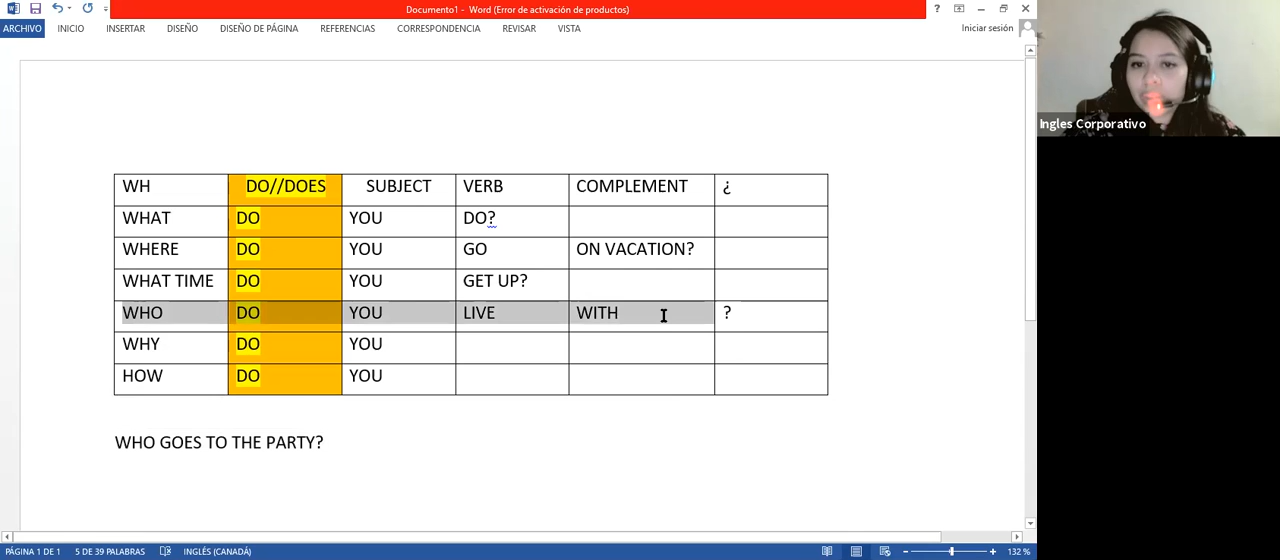 Documento1 - Word (Error de activación de productos)
?
ARCHIVO INICIO INSERTAR DISEÑO DISEÑO DE PÁGINA REFERENCIAS CORRESPONDENCIA REVISAR VISTA Iniciar sesión
Ingles Corporativo
WH DO//DOES SUBJECT VERB COMPLEMENT ¿
WHAT DO YOU DO?
WHERE DO YOU GO ON VACATION?
WHAT TIME DO YOU GET UP?
WHO DO YOU LIVE WITH ?
WHY DO YOU
HOW DO YOU
WHO GOES TO THE PARTY?
PÁGINA 1 DE 1 5 DE 39 PALABRAS INGLÉS (CANADÁ) 132 %